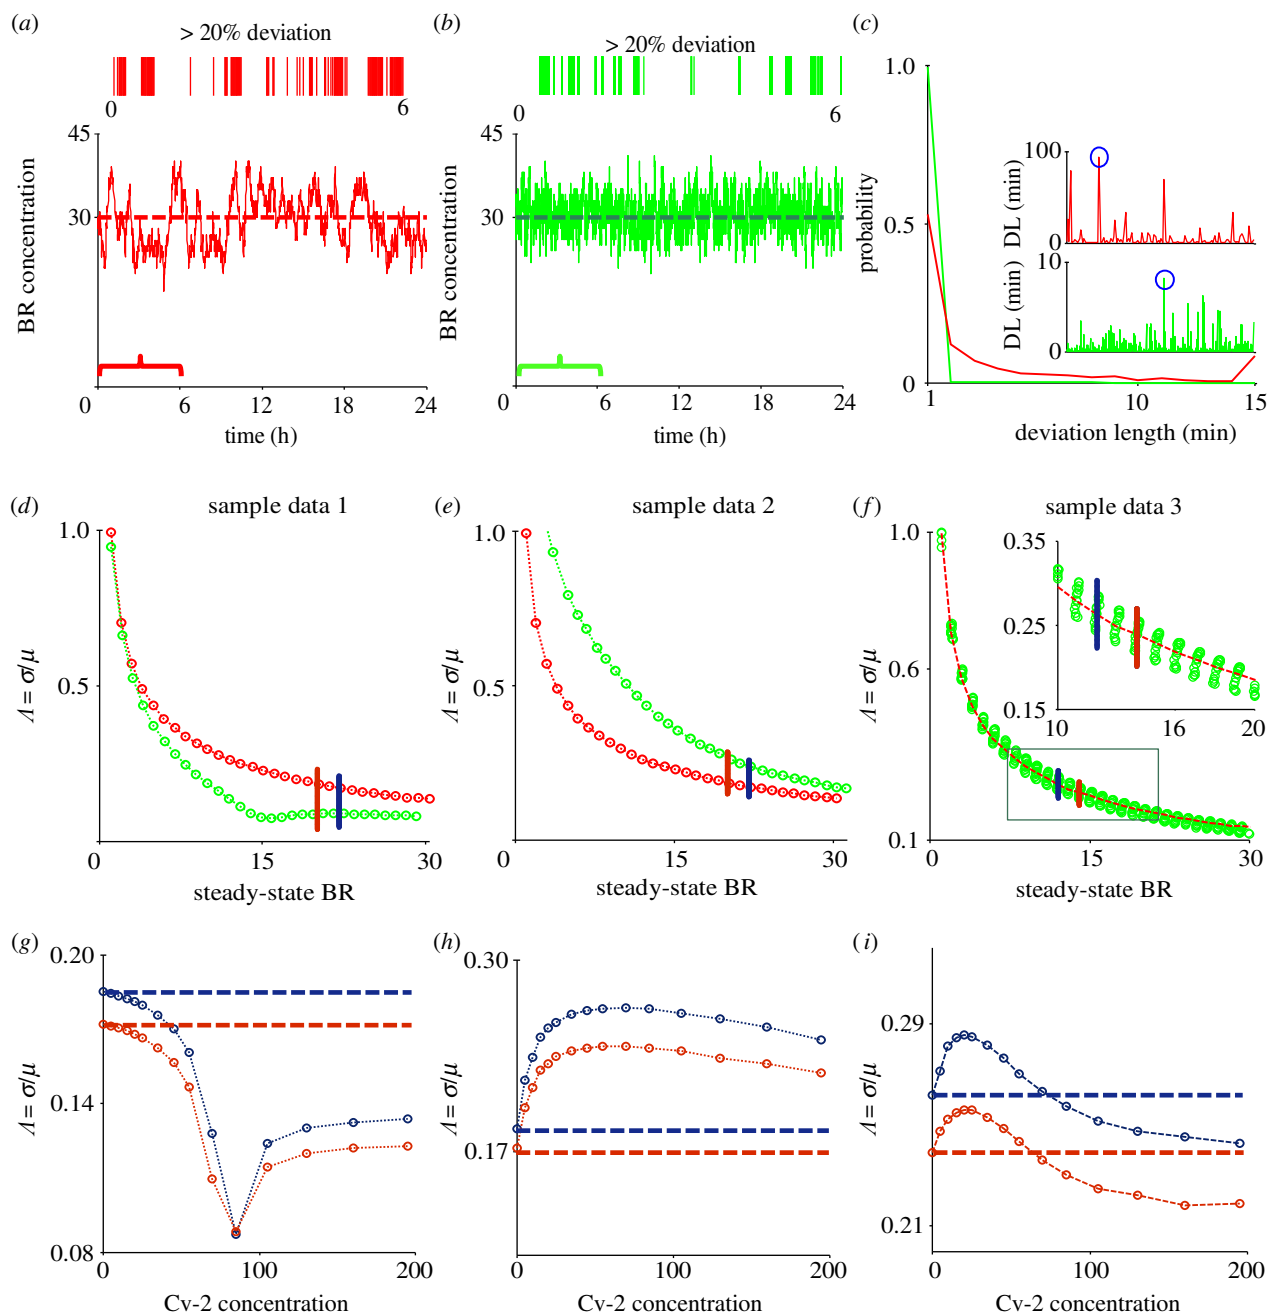 (a)
> 20% deviation
0
6
45
30
15
0
BR concentration
0
6
12
18
24
time (h)
(b)
> 20% deviation
0
6
45
30
15
0
BR concentration
0
6
12
18
24
time (h)
(c)
1.0
0.5
0
probability
1
10
15
deviation length (min)
100
0
DL (min)
10
0
DL (min)
(d)
sample data 1
1.0
0.5
Λ = σ/μ
0
15
30
steady-state BR
(e)
sample data 2
1.0
0.5
Λ = σ/μ
0
15
30
steady-state BR
(f)
sample data 3
1.0
0.6
0.1
Λ = σ/μ
0
15
30
steady-state BR
0.35
0.25
0.15
10
16
20
(g)
0.20
0.14
0.08
Λ = σ/μ
0
100
200
Cv-2 concentration
(h)
0.30
0.17
Λ = σ/μ
0
100
200
Cv-2 concentration
(i)
0.29
0.21
Λ = σ/μ
0
100
200
Cv-2 concentration